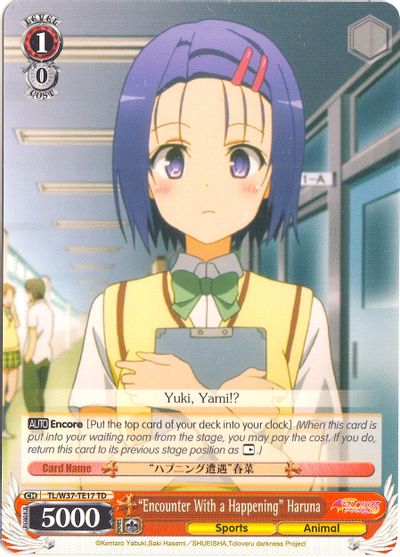 LEVEL
1
0
COST
1-A
Yuki, Yami!?
AUTO Encore [Put the top card of your deck into your clock] (When this card is
put into your waiting room from the stage, you may pay the cost. If you do,
return this card to its previous stage position as .)
Card Name
“ハプニング遭遇”春菜
CH TL/W37-TE17 TD
“Encounter With a Happening” Haruna
POWER
5000
Sports
Animal
©Kentaro Yabuki,Saki Hasemi／SHUEISHA,Toloveru darkness Project